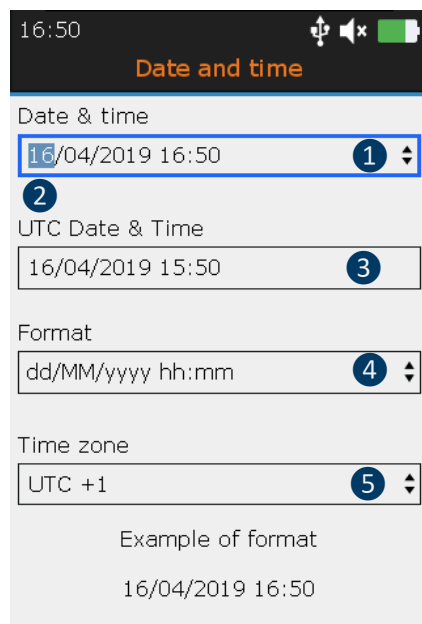 16:50
Date and time
Date & time
16/04/2019 16:50 1
2
UTC Date & Time
16/04/2019 15:50 3
Format
dd/MM/yyyy hh:mm 4
Time zone
UTC +1 5
Example of format
16/04/2019 16:50